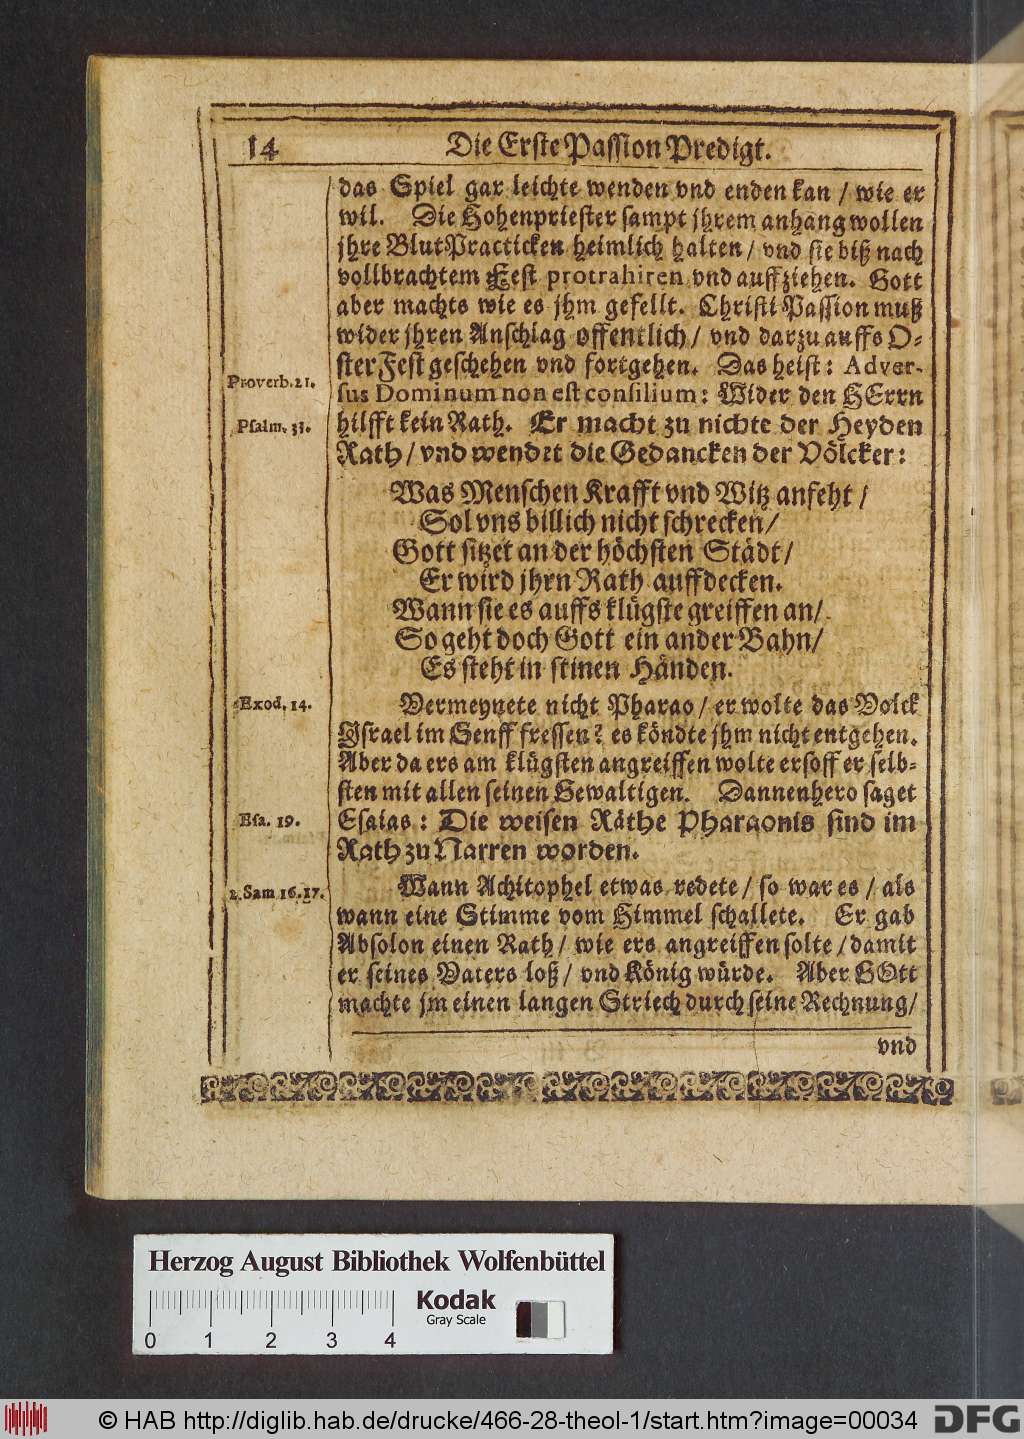 14 Die Erste Passion Predigt.
das Spiel gar leichte wenden vnd enden kan / wie er
wil. Die Hohenpriester sampt jhrem anhang wollen
jhre BlutPracticken heimlich halten / vnd sie biß nach
vollbrachtem Fest protrahiren vnd auffziehen. Gott
aber machts wie es jhm gefellt. Christi Passion muß
wider jhren Anschlag offentlich / vnd darzu auffs O-
ster Fest geschehen vnd fortgehen. Das heist: Adver-
Proverb. 21.
sus Dominum non est consilium: Wider den HErrn
Psalm. 33.
hilfft kein Rath. Er macht zu nichte der Heyden
Rath / vnd wendet die Gedancken der Völcker:
Was Menschen Krafft vnd Witz anfeht /
Sol vns billich nicht schrecken /
Gott sitzet an der höchsten Städt /
Er wird jhrn Rath auffdecken.
Wann sie es auffs klügste greiffen an /
So geht doch Gott ein ander Bahn /
Es steht in seinen Händen.
Exod. 14.
Vermeynete nicht Pharao / er wolte das Volck
Israel im Senff fressen? es köndte jhm nicht entgehen.
Aber da ers am klügsten angreiffen wolte ersoff er selb-
sten mit allen seinen Gewaltigen. Dannenhero saget
Esa. 19.
Esaias: Die weisen Räthe Pharaonis sind im
Rath zu Narren worden.
2. Sam 16. 17.
Wann Achitophel etwas redete / so war es / als
wann eine Stimme vom Himmel schallete. Er gab
Absolon einen Rath / wie ers angreiffen solte / damit
er seines Vaters loß / vnd König würde. Aber GOtt
machte jm einen langen Striech durch seine Rechnung /
vnd
Herzog August Bibliothek Wolfenbüttel
Kodak
Gray Scale
0 1 2 3 4
© HAB http://diglib.hab.de/drucke/466-28-theol-1/start.htm?image=00034
DFG